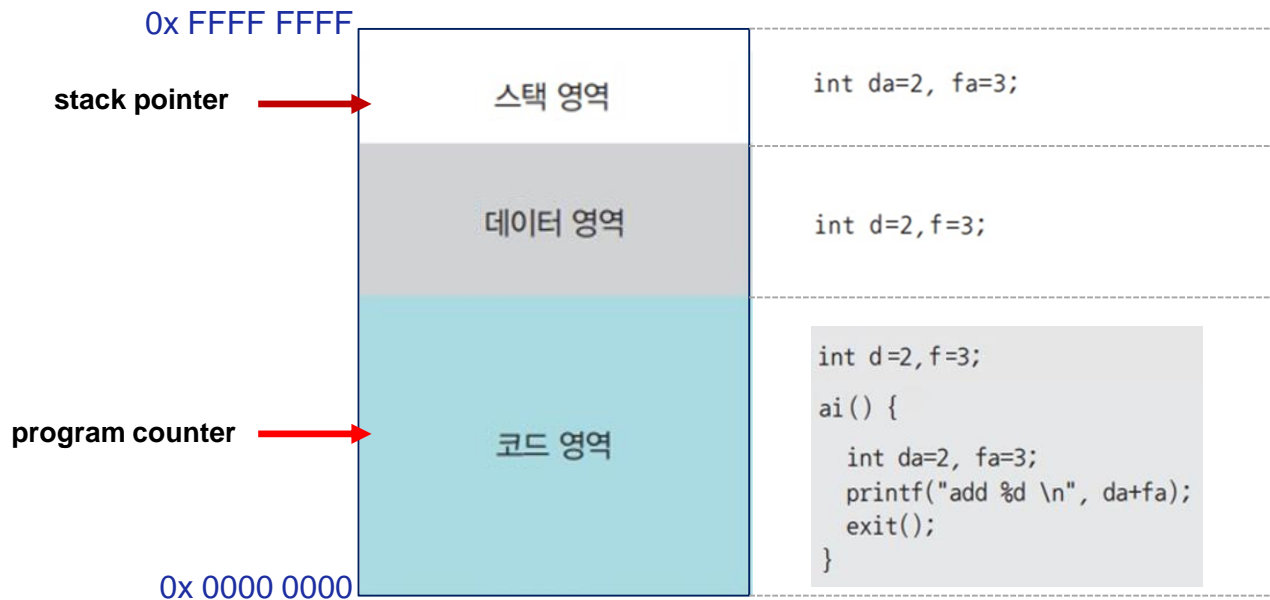 0x FFFF FFFF
stack pointer
스택 영역
int da=2, fa=3;
데이터 영역
int d=2,f=3;
program counter
코드 영역
int d=2,f=3;
ai() {
int da=2, fa=3;
printf("add %d \n", da+fa);
exit();
}
0x 0000 0000